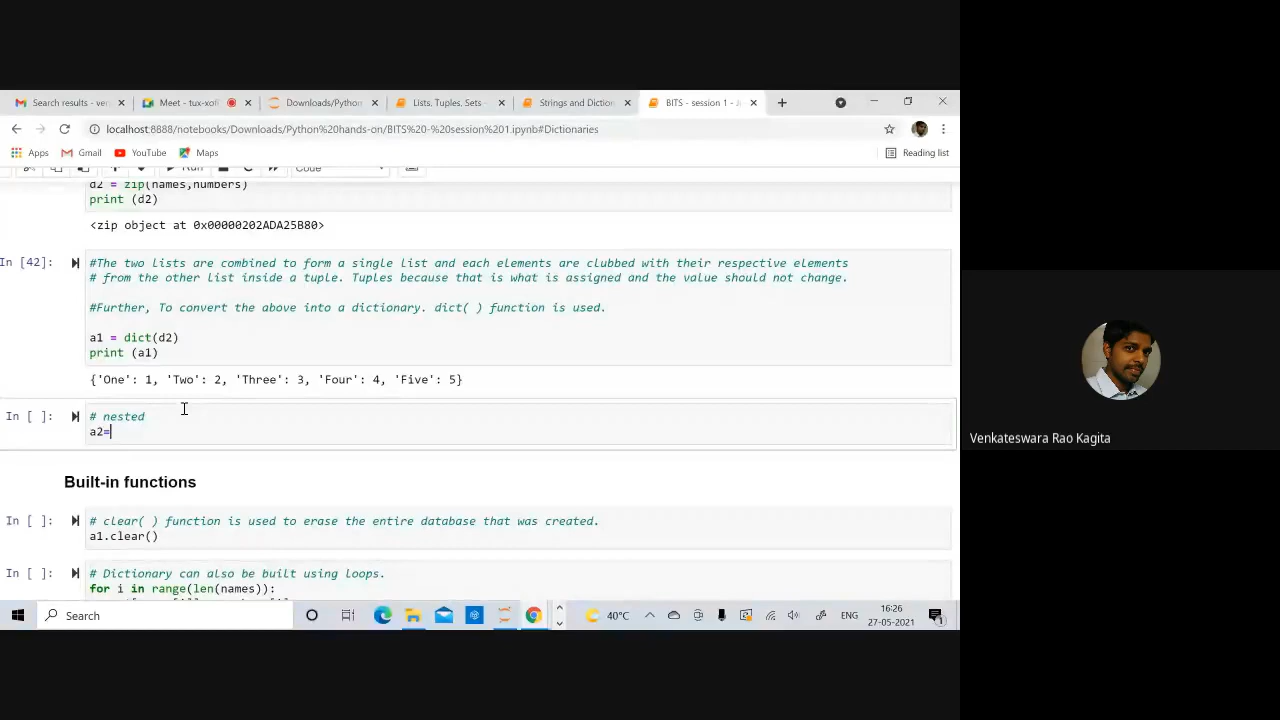 Search results - ver
Meet - tux-xofi
Downloads/Python
Lists, Tuples, Sets -
Strings and Dictio
BITS - session 1 - J
localhost:8888/notebooks/Downloads/Python%20hands-on/BITS%20-%20session%201.ipynb#Dictionaries
Apps Gmail YouTube Maps Reading list
Run Code
d2 = zip(names,numbers)
print (d2)
<zip object at 0x00000202ADA25B80>
In [42]:
#The two lists are combined to form a single list and each elements are clubbed with their respective elements
# from the other list inside a tuple. Tuples because that is what is assigned and the value should not change.
#Further, To convert the above into a dictionary. dict( ) function is used.
a1 = dict(d2)
print (a1)
{'One': 1, 'Two': 2, 'Three': 3, 'Four': 4, 'Five': 5}
In [ ]:
# nested
a2=
Built-in functions
In [ ]:
# clear( ) function is used to erase the entire database that was created.
a1.clear()
In [ ]:
# Dictionary can also be built using loops.
for i in range(len(names)):
Search
40°C
ENG
16:26
27-05-2021
Venkateswara Rao Kagita